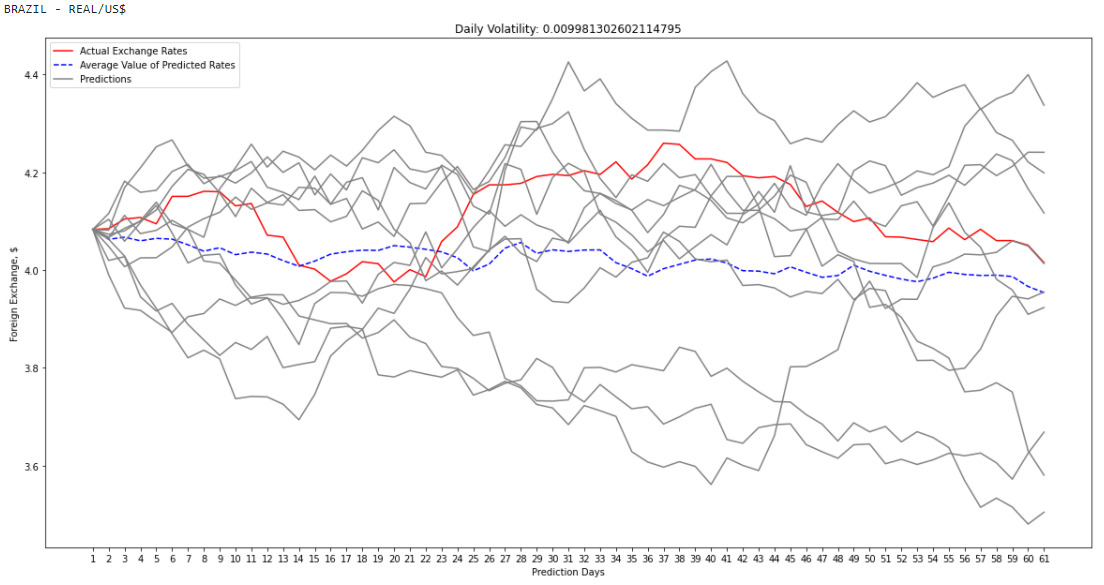 BRAZIL - REAL/US$
Daily Volatility: 0.009981302602114795
Actual Exchange Rates
Average Value of Predicted Rates
Predictions
4.4
4.2
4.0
3.8
3.6
Foreign Exchange, $
1 2 3 4 5 6 7 8 9 10 11 12 13 14 15 16 17 18 19 20 21 22 23 24 25 26 27 28 29 30 31 32 33 34 35 36 37 38 39 40 41 42 43 44 45 46 47 48 49 50 51 52 53 54 55 56 57 58 59 60 61
Prediction Days